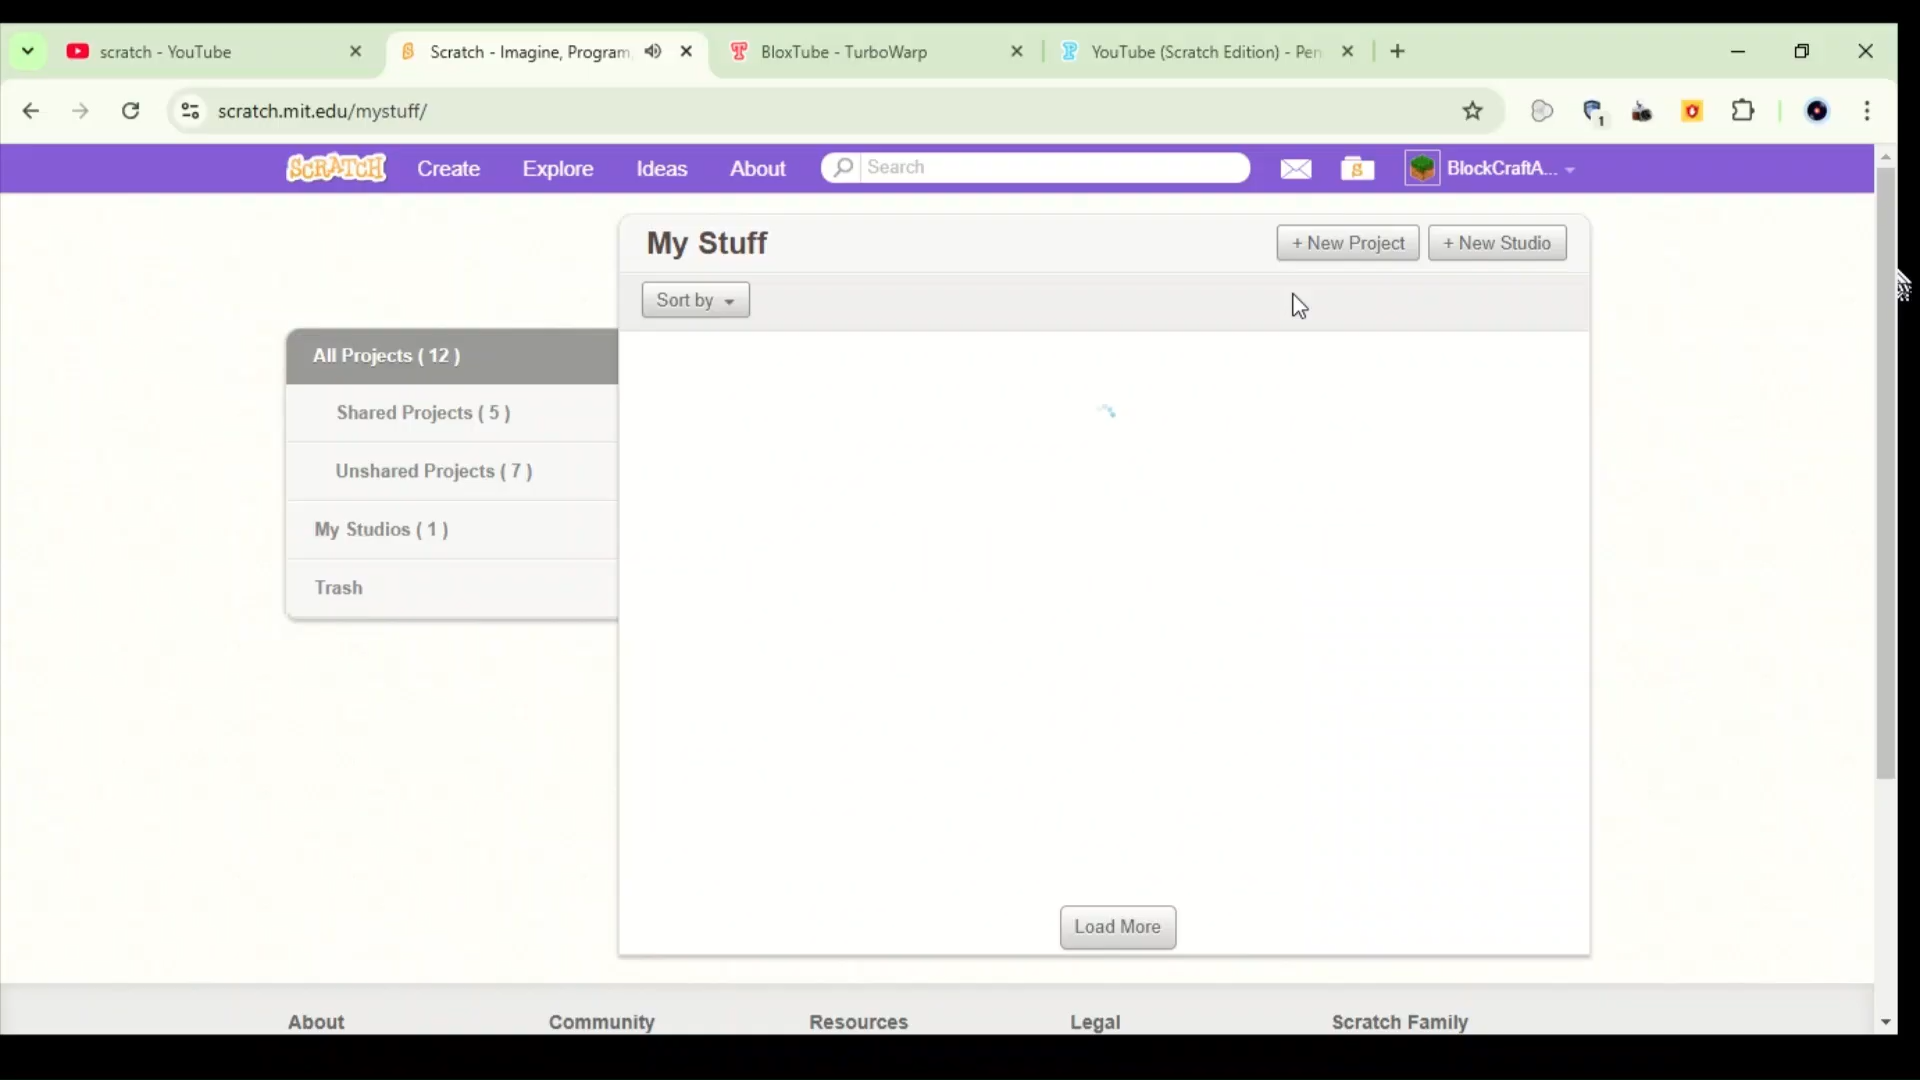 scratch - YouTube
Scratch - Imagine, Program,
BloxTube - TurboWarp
YouTube (Scratch Edition) - Pen
scratch.mit.edu/mystuff/
1
SCRATCH
Create
Explore
Ideas
About
Search
S
BlockCraftA...
My Stuff
+ New Project
+ New Studio
Sort by
All Projects ( 12 )
Shared Projects ( 5 )
Unshared Projects ( 7 )
My Studios ( 1 )
Trash
Load More
About
Community
Resources
Legal
Scratch Family